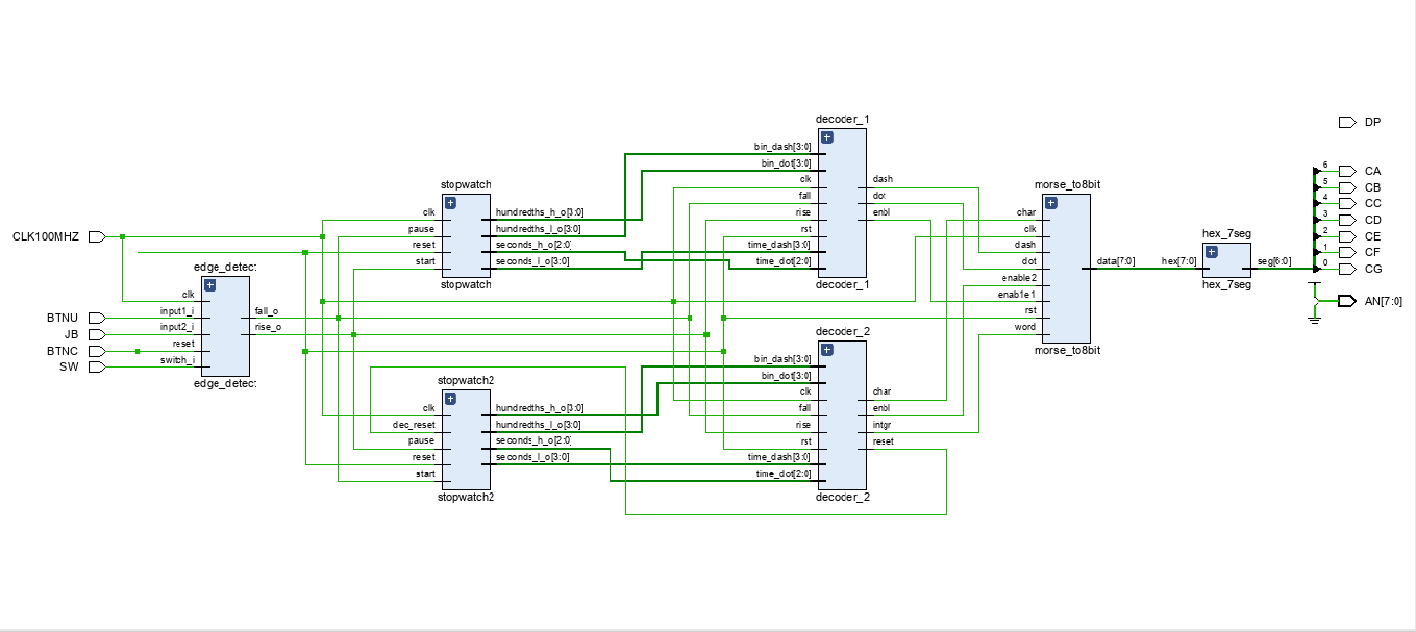 CLK100MHZ
BTNU
JB
BTNC
SW
edge_detect
clk
input1_i
input2_i
reset
switch_i
fall_o
rise_o
edge_detect
stopwatch
clk
pause
reset
start
hundredths_h_o[3:0]
hundredths_l_o[3:0]
seconds_h_o[2:0]
seconds_l_o[3:0]
stopwatch
stopwatch2
clk
dec_reset
pause
reset
start
hundredths_h_o[3:0]
hundredths_l_o[3:0]
seconds_h_o[2:0]
seconds_l_o[3:0]
stopwatch2
decoder_1
bin_dash[3:0]
bin_dot[3:0]
clk
fall
rise
rst
time_dash[3:0]
time_dot[2:0]
dash
dot
enbl
decoder_1
decoder_2
bin_dash[3:0]
bin_dot[3:0]
clk
fall
rise
rst
time_dash[3:0]
time_dot[2:0]
char
enbl
intgr
reset
decoder_2
morse_to8bit
char
clk
dash
dot
enable2
enable1
rst
word
data[7:0]
morse_to8bit
hex_7seg
hex[7:0]
seg[6:0]
hex_7seg
DP
6 CA
5 CB
4 CC
3 CD
2 CE
1 CF
0 CG
AN[7:0]